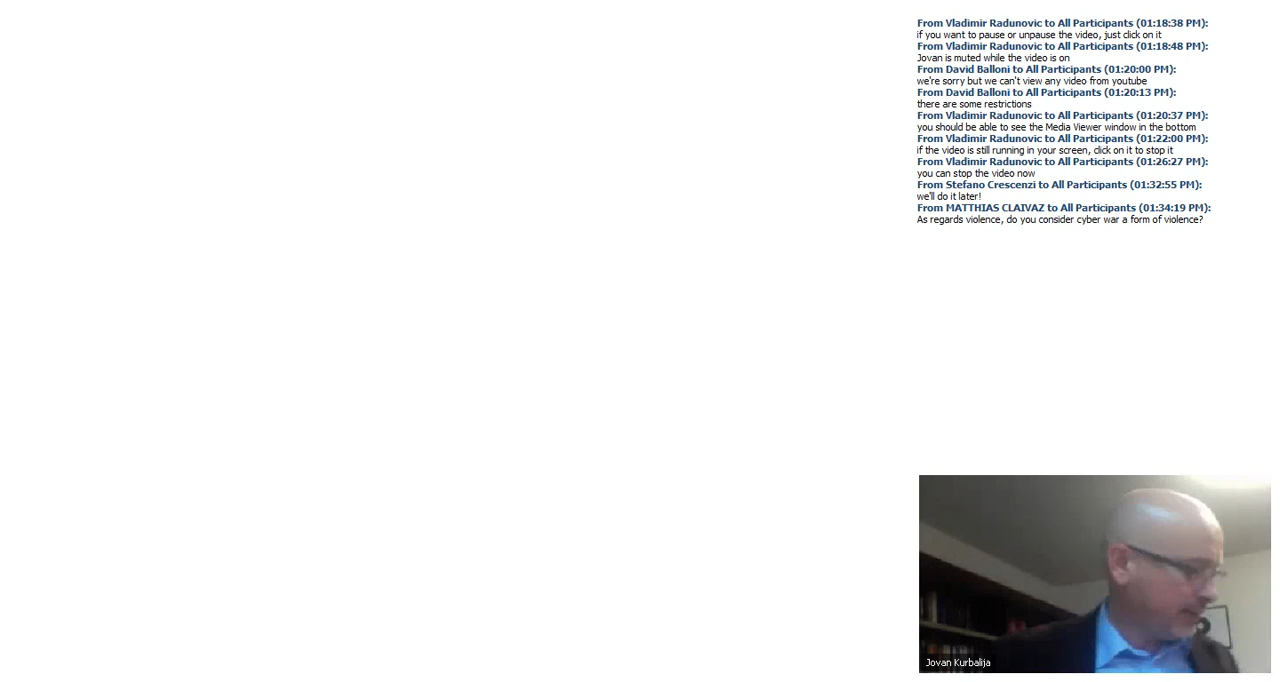 From Vladimir Radunovic to All Participants (01:18:38 PM):
if you want to pause or unpause the video, just click on it
From Vladimir Radunovic to All Participants (01:18:48 PM):
Jovan is muted while the video is on
From David Balloni to All Participants (01:20:00 PM):
we're sorry but we can't view any video from youtube
From David Balloni to All Participants (01:20:13 PM):
there are some restrictions
From Vladimir Radunovic to All Participants (01:20:37 PM):
you should be able to see the Media Viewer window in the bottom
From Vladimir Radunovic to All Participants (01:22:00 PM):
if the video is still running in your screen, click on it to stop it
From Vladimir Radunovic to All Participants (01:26:27 PM):
you can stop the video now
From Stefano Crescenzi to All Participants (01:32:55 PM):
we'll do it later!
From MATTHIAS CLAIVAZ to All Participants (01:34:19 PM):
As regards violence, do you consider cyber war a form of violence?
Jovan Kurbalija